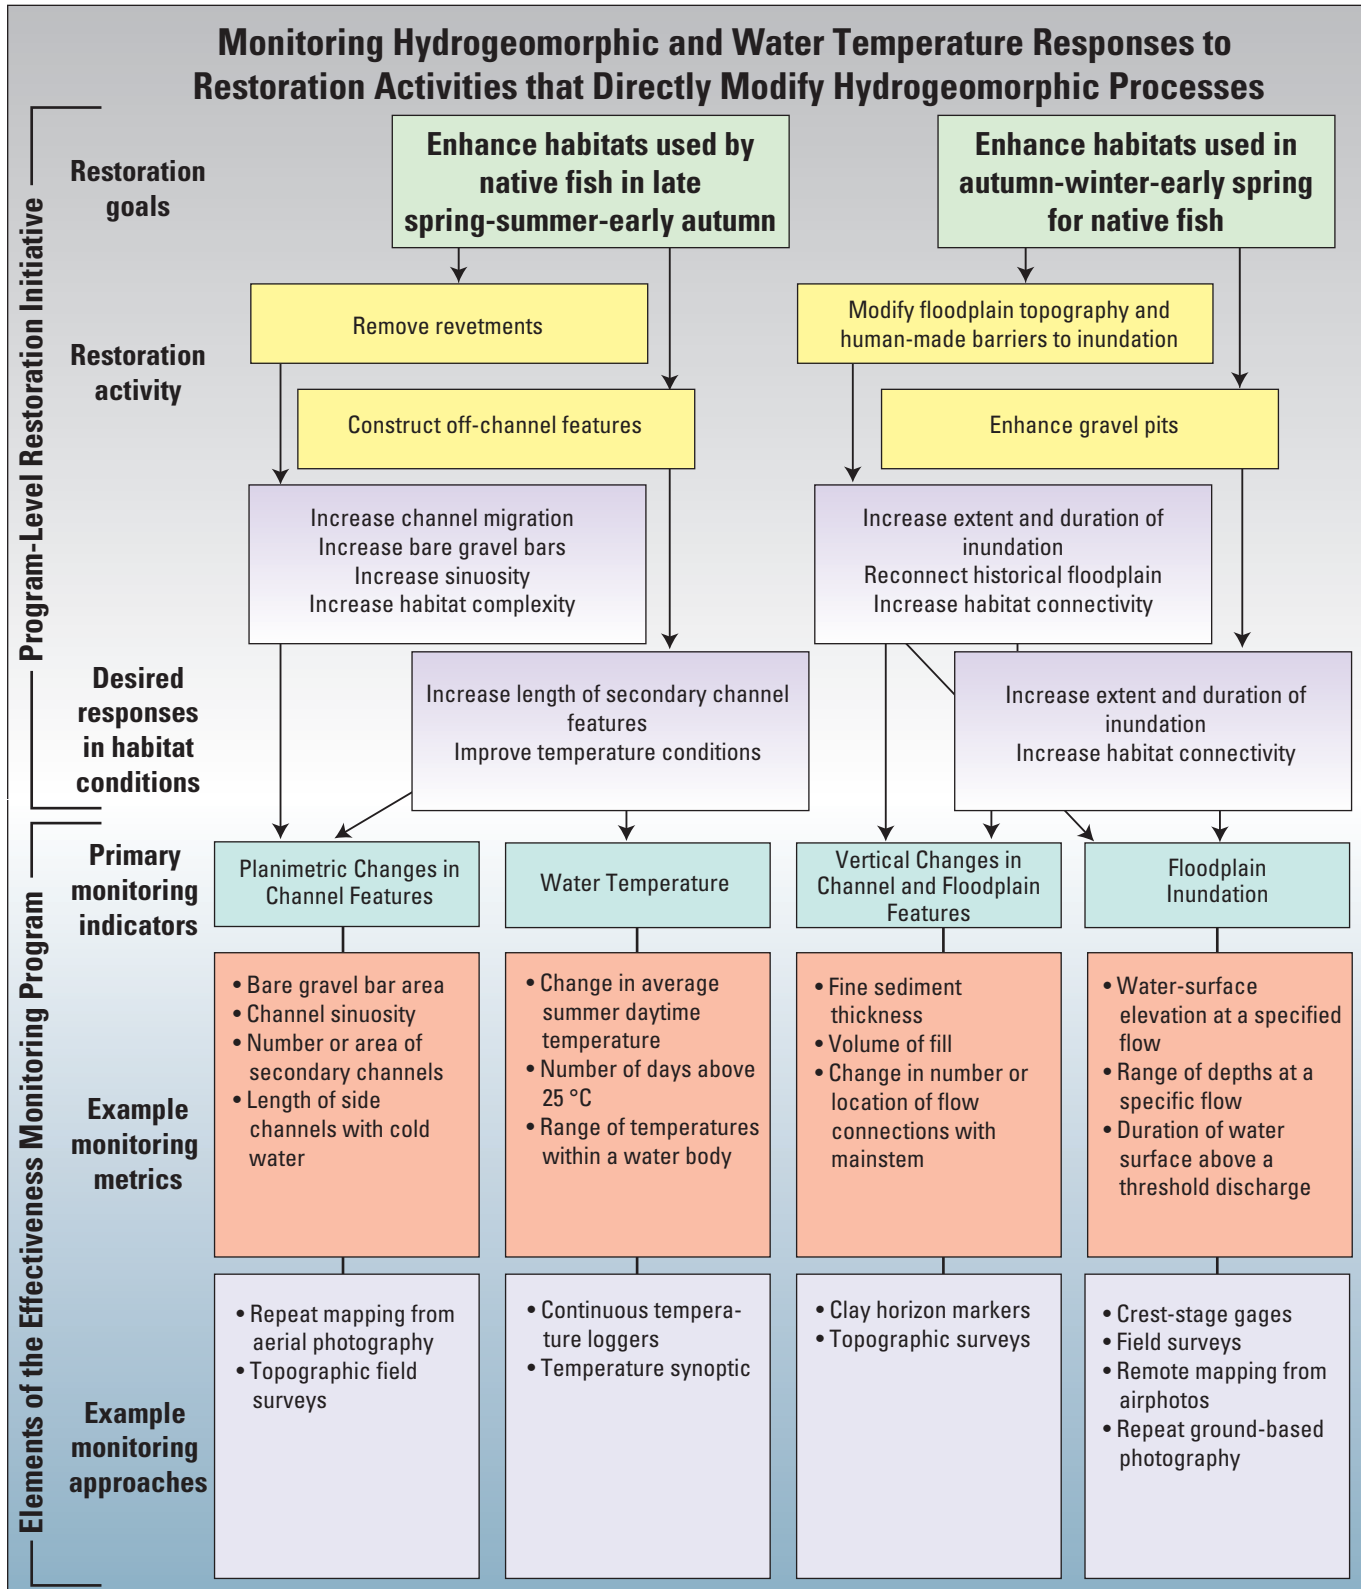 Monitoring Hydrogeomorphic and Water Temperature Responses to
Restoration Activities that Directly Modify Hydrogeomorphic Processes
Program-Level Restoration Initiative
Restoration
goals
Enhance habitats used by
native fish in late
spring-summer-early autumn
Enhance habitats used in
autumn-winter-early spring
for native fish
Restoration
activity
Remove revetments
Modify floodplain topography and
human-made barriers to inundation
Construct off-channel features
Enhance gravel pits
Increase channel migration
Increase bare gravel bars
Increase sinuosity
Increase habitat complexity
Increase extent and duration of
inundation
Reconnect historical floodplain
Increase habitat connectivity
Desired
responses
in habitat
conditions
Increase length of secondary channel
features
Improve temperature conditions
Increase extent and duration of
inundation
Increase habitat connectivity
Elements of the Effectiveness Monitoring Program
Primary
monitoring
indicators
Planimetric Changes in
Channel Features
Water Temperature
Vertical Changes in
Channel and Floodplain
Features
Floodplain
Inundation
Example
monitoring
metrics
• Bare gravel bar area
• Channel sinuosity
• Number or area of
secondary channels
• Length of side
channels with cold
water
• Change in average
summer daytime
temperature
• Number of days above
25 °C
• Range of temperatures
within a water body
• Fine sediment
thickness
• Volume of fill
• Change in number or
location of flow
connections with
mainstem
• Water-surface
elevation at a specified
flow
• Range of depths at a
specific flow
• Duration of water
surface above a
threshold discharge
Example
monitoring
approaches
• Repeat mapping from
aerial photography
• Topographic field
surveys
• Continuous tempera-
ture loggers
• Temperature synoptic
• Clay horizon markers
• Topographic surveys
• Crest-stage gages
• Field surveys
• Remote mapping from
airphotos
• Repeat ground-based
photography